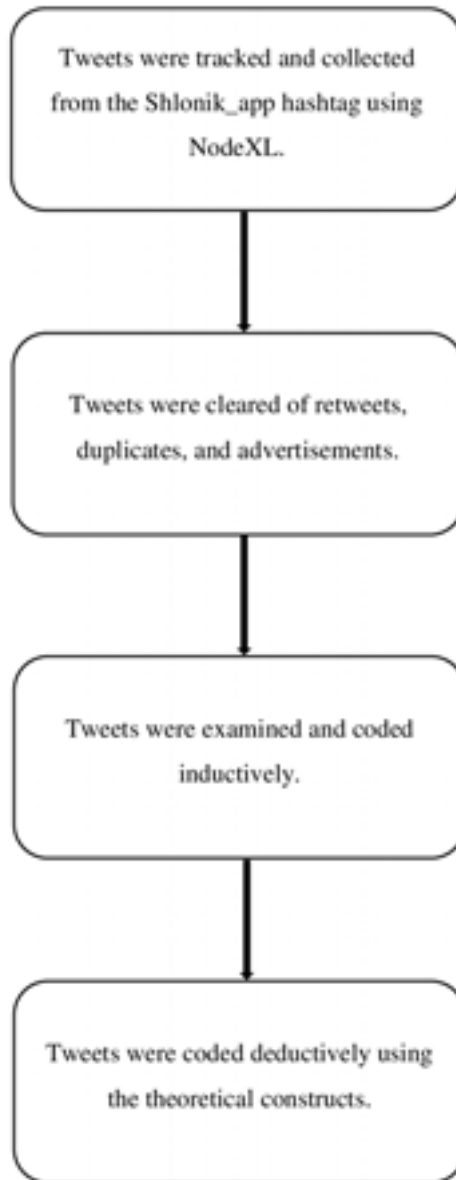 Tweets were tracked and collected
from the Shlonik_app hashtag using
NodeXL.
Tweets were cleared of retweets,
duplicates, and advertisements.
Tweets were examined and coded
inductively.
Tweets were coded deductively using
the theoretical constructs.